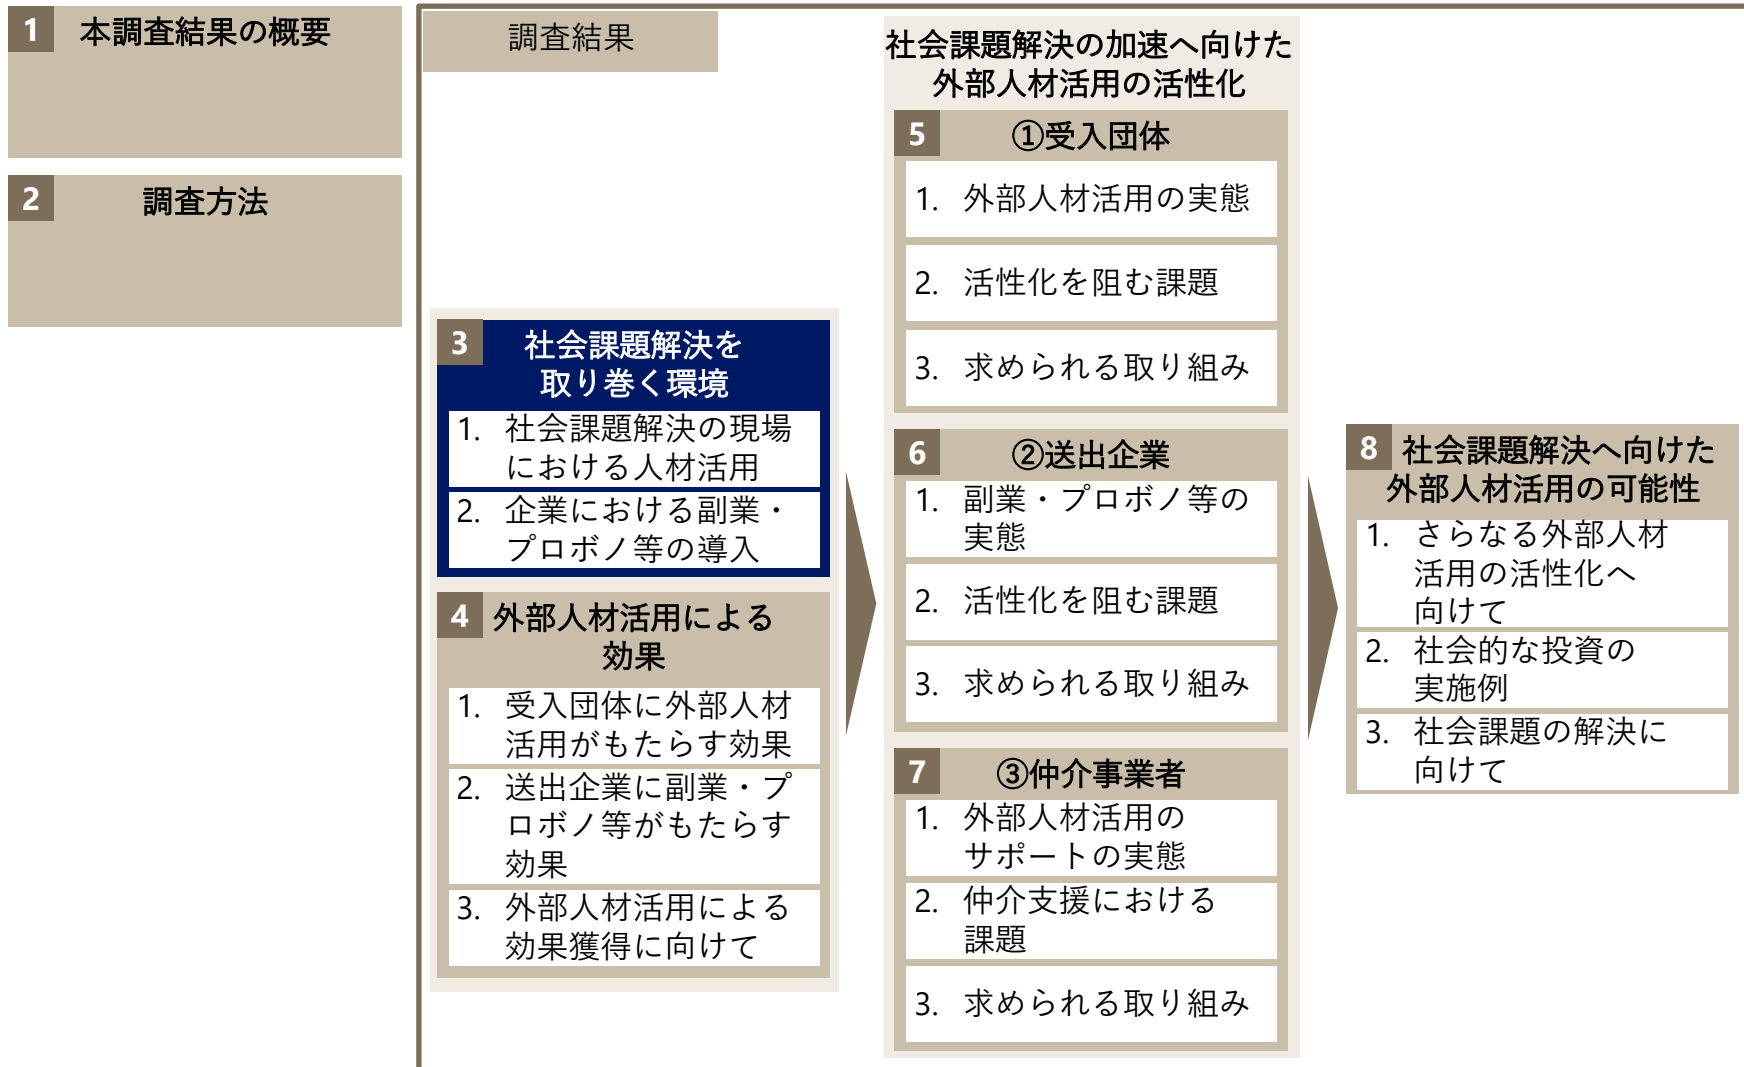 1 本調査結果の概要
2 調査方法
調査結果
3 社会課題解決を
取り巻く環境
1. 社会課題解決の現場
における人材活用
2. 企業における副業・
プロボノ等の導入
4 外部人材活用による
効果
1. 受入団体に外部人材
活用がもたらす効果
2. 送出企業に副業・プ
ロボノ等がもたらす
効果
3. 外部人材活用による
効果獲得に向けて
社会課題解決の加速へ向けた
外部人材活用の活性化
5 ①受入団体
1. 外部人材活用の実態
2. 活性化を阻む課題
3. 求められる取り組み
6 ②送出企業
1. 副業・プロボノ等の
実態
2. 活性化を阻む課題
3. 求められる取り組み
7 ③仲介事業者
1. 外部人材活用の
サポートの実態
2. 仲介支援における
課題
3. 求められる取り組み
8 社会課題解決へ向けた
外部人材活用の可能性
1. さらなる外部人材
活用の活性化へ
向けて
2. 社会的な投資の
実施例
3. 社会課題の解決に
向けて